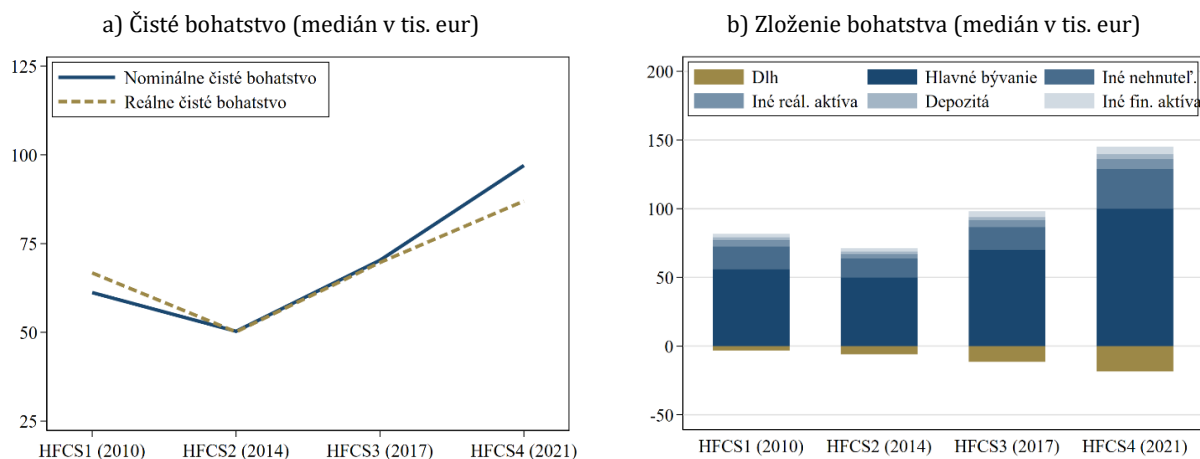 a) Čisté bohatstvo (medián v tis. eur)
Nominálne čisté bohatstvo
Reálne čisté bohatstvo
125
100
75
50
25
HFCS1 (2010) HFCS2 (2014) HFCS3 (2017) HFCS4 (2021)
b) Zloženie bohatstva (medián v tis. eur)
Dlh Hlavné bývanie Iné nehnuteľ.
Iné reál. aktíva Depozitá Iné fin. aktíva
200
150
100
50
0
-50
HFCS1 (2010) HFCS2 (2014) HFCS3 (2017) HFCS4 (2021)